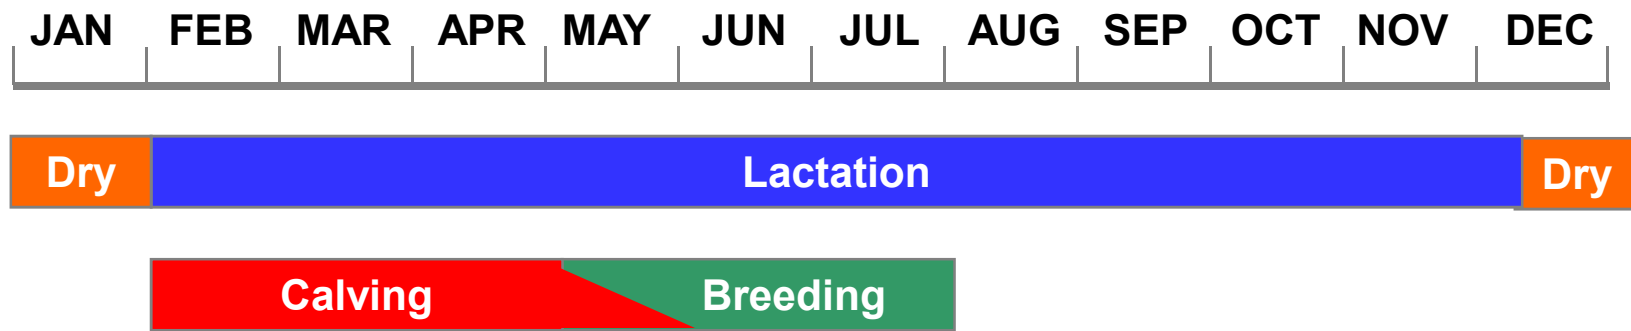 JAN FEB MAR APR MAY JUN JUL AUG SEP OCT NOV DEC
Dry Lactation Dry
Calving Breeding